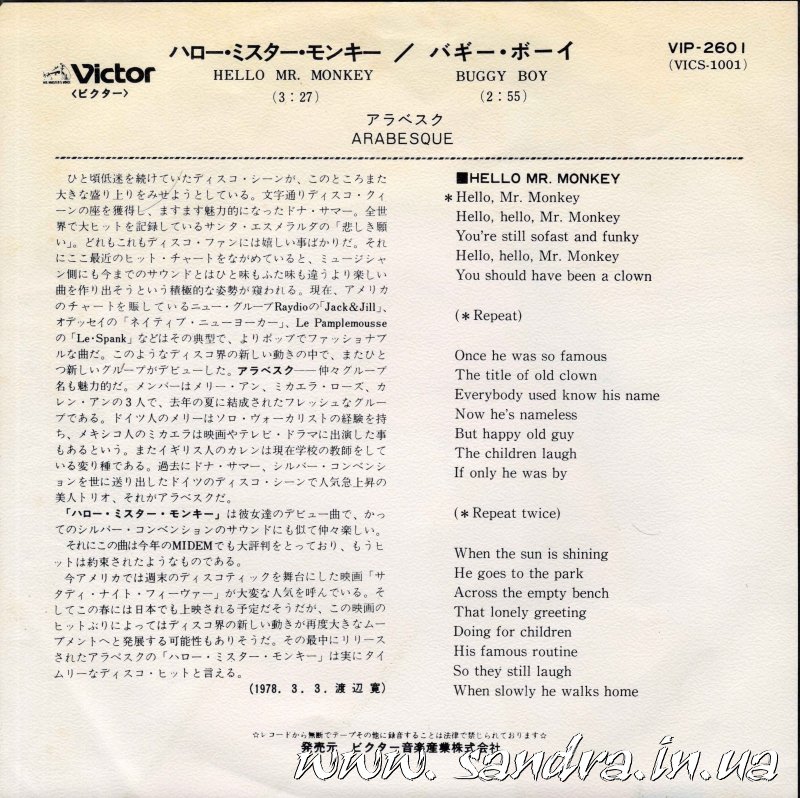 ハロー・ミスター・モンキー / バギー・ボーイ
VIP-2601
Victor
HELLO MR. MONKEY
BUGGY BOY
(VICS-1001)
〈ビクター〉
(3:27)
(2:55)
アラベスク
ARABESQUE
ひと頃低迷を続けていたディスコ・シーンが、このところまた
大きな盛り上りをみせようとしている。文字通りディスコ・クィ
ーンの座を獲得し、ますます魅力的になったドナ・サマー。全世
界で大ヒットを記録しているサンタ・エスメラルダの「悲しき願
い」。どれもこれもディスコ・ファンには嬉しい事ばかりだ。それ
にここ最近のヒット・チャートをながめていると、ミュージシャ
ン側にも今までのサウンドとはひと味もふた味も違うより楽しい
曲を作り出そうという積極的な姿勢が窺われる。現在、アメリカ
のチャートを賑しているニュー・グループRaydioの「Jack&Jill」、
オデッセイの「ネイティブ・ニューヨーカー」、Le Pamplemousse
の「Le・Spank」などはその典型で、よりポップでファッショナブ
ルな曲だ。このようなディスコ界の新しい動きの中で、またひと
つ新しいグループがデビューした。アラベスク——仲々グループ
名も魅力的だ。メンバーはメリー・アン、ミカエラ・ローズ、カ
レン・アンの3人で、去年の夏に結成されたフレッシュなグルー
プである。ドイツ人のメリーはソロ・ヴォーカリストの経験を持
ち、メキシコ人のミカエラは映画やテレビ・ドラマに出演した事
もあるという。またイギリス人のカレンは現在学校の教師をして
いる変り種である。過去にドナ・サマー、シルバー・コンベンシ
ョンを世に送り出したドイツのディスコ・シーンで人気急上昇の
美人トリオ、それがアラベスクだ。
「ハロー・ミスター・モンキー」は彼女達のデビュー曲で、かっ
てのシルバー・コンベンションのサウンドにも似て仲々楽しい。
それにこの曲は今年のMIDEMでも大評判をとっており、もうヒ
ットは約束されたようなものである。
今アメリカでは週末のディスコティックを舞台にした映画「サ
タディ・ナイト・フィーヴァー」が大変な人気を呼んでいる。そ
してこの春には日本でも上映される予定だそうだが、この映画の
ヒットぶりによってはディスコ界の新しい動きが再度大きなムー
ブメントへと発展する可能性もありそうだ。その最中にリリース
されたアラベスクの「ハロー・ミスター・モンキー」は実にタイ
ムリーなディスコ・ヒットと言える。
(1978. 3. 3. 渡辺 寛)
■HELLO MR. MONKEY
*Hello, Mr. Monkey
Hello, hello, Mr. Monkey
You're still sofast and funky
Hello, hello, Mr. Monkey
You should have been a clown
(*Repeat)
Once he was so famous
The title of old clown
Everybody used know his name
Now he's nameless
But happy old guy
The children laugh
If only he was by
(*Repeat twice)
When the sun is shining
He goes to the park
Across the empty bench
That lonely greeting
Doing for children
His famous routine
So they still laugh
When slowly he walks home
☆レコードから無断でテープその他に録音することは法律で禁じられております☆
発売元 ビクター音楽産業株式会社
www.sandra.in.ua